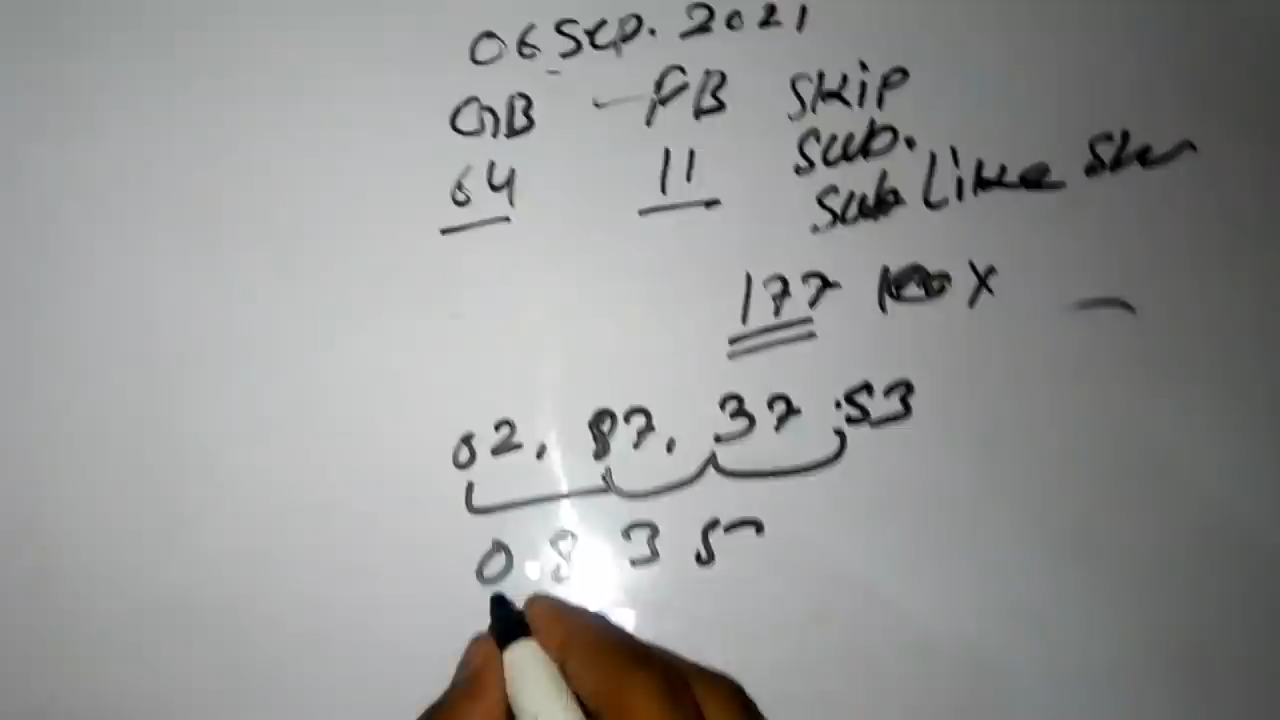 06 Sep. 2021
GB - FB Skip
64 11 Sub.
Sub Like
177 X
02, 87, 37, 53
0.8 3 5